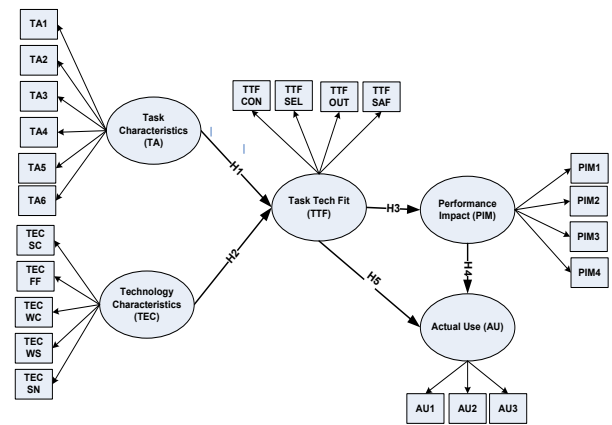 TA1
TA2
TA3
TA4
TA5
TA6
Task
Characteristics
(TA)
TEC
SC
TEC
FF
TEC
WC
TEC
WS
TEC
SN
Technology
Characteristics
(TEC)
H1
H2
TTF
CON
TTF
SEL
TTF
OUT
TTF
SAF
Task Tech Fit
(TTF)
H3
H5
Performance
Impact (PIM)
PIM1
PIM2
PIM3
PIM4
H4
Actual Use (AU)
AU1
AU2
AU3